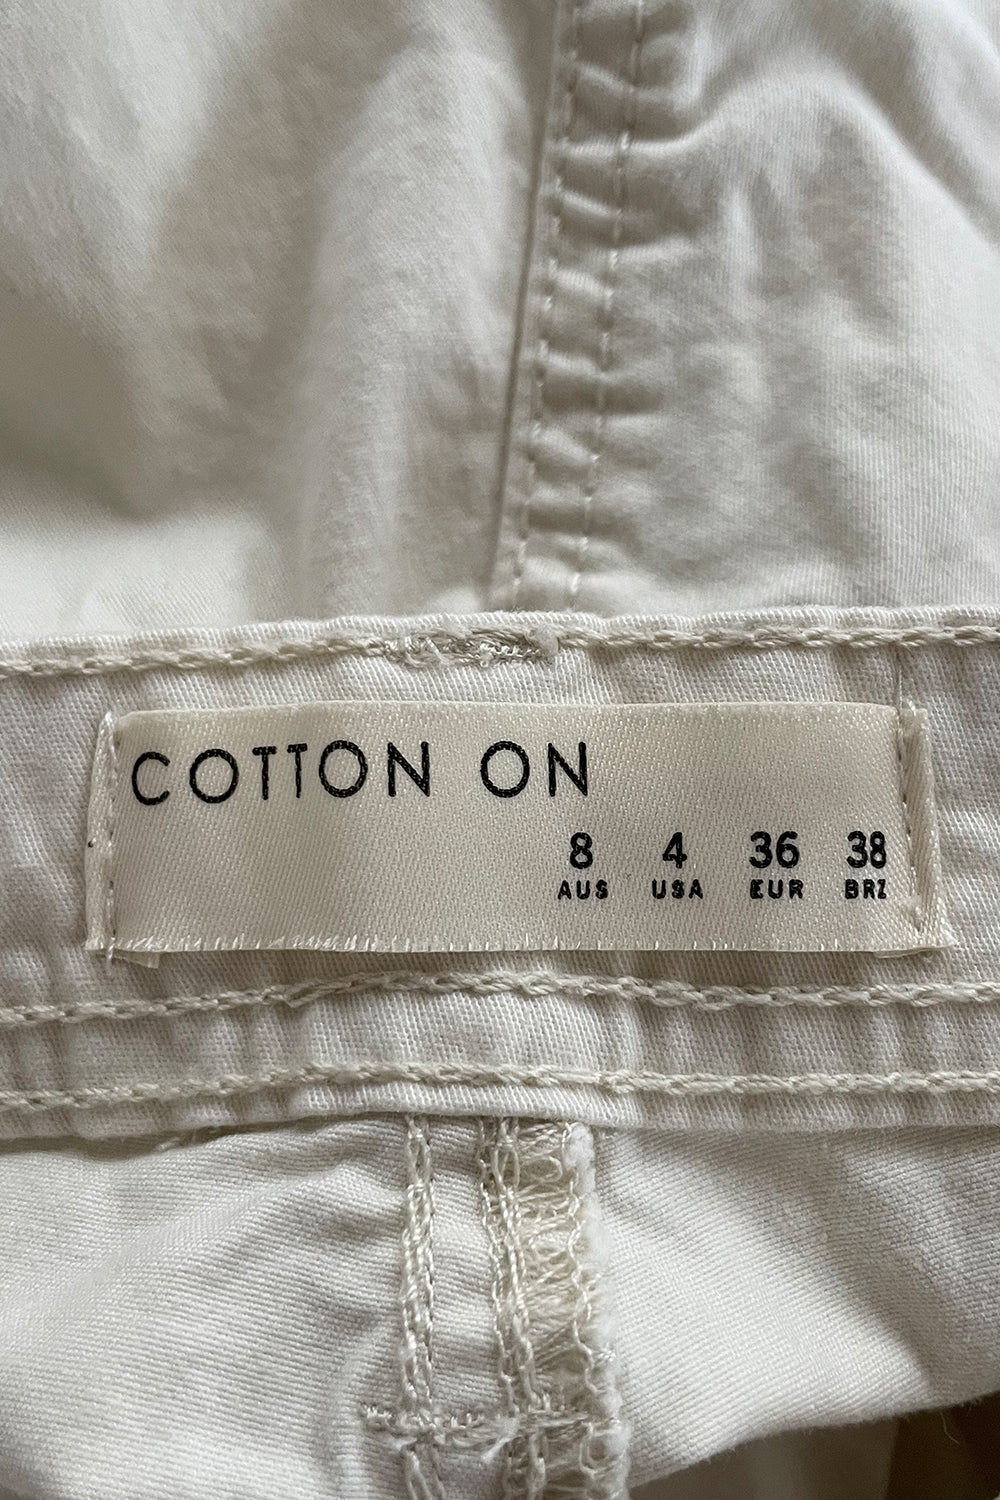 COTTON ON
8 4 36 38
AUS USA EUR BRZ